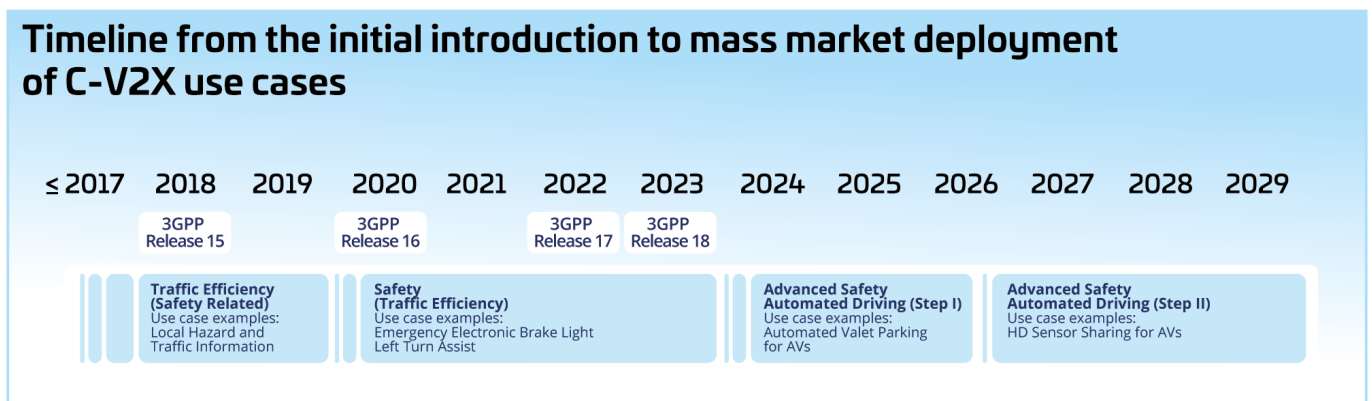 Timeline from the initial introduction to mass market deployment
of C-V2X use cases
≤ 2017 2018 2019 2020 2021 2022 2023 2024 2025 2026 2027 2028 2029
3GPP
Release 15
3GPP
Release 16
3GPP
Release 17
3GPP
Release 18
Traffic Efficiency
(Safety Related)
Use case examples:
Local Hazard and
Traffic Information
Safety
(Traffic Efficiency)
Use case examples:
Emergency Electronic Brake Light
Left Turn Assist
Advanced Safety
Automated Driving (Step I)
Use case examples:
Automated Valet Parking
for AVs
Advanced Safety
Automated Driving (Step II)
Use case examples:
HD Sensor Sharing for AVs